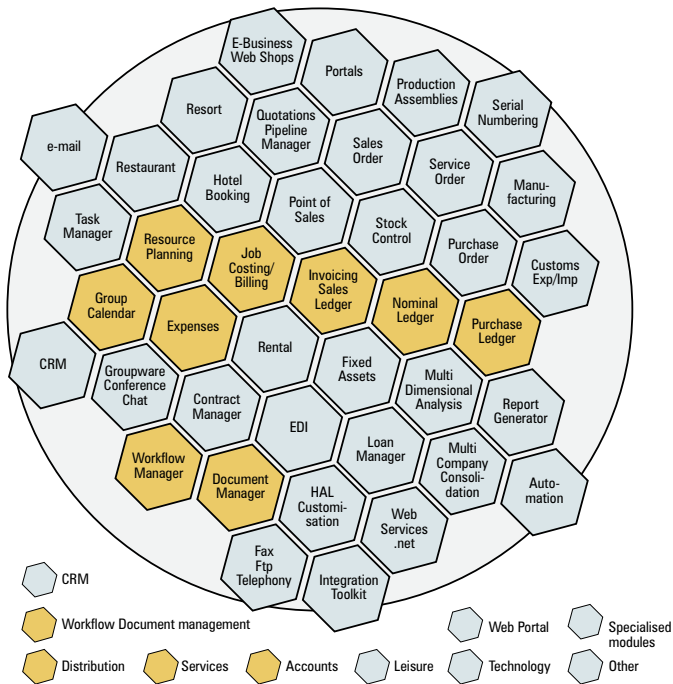 E-Business
Web Shops
Portals
Production
Assemblies
Serial
Numbering
Resort
Quotations
Pipeline
Manager
Sales
Order
Service
Order
Manu-
facturing
e-mail
Restaurant
Hotel
Booking
Point of
Sales
Stock
Control
Purchase
Order
Customs
Exp/Imp
Task
Manager
Resource
Planning
Job
Costing/
Billing
Invoicing
Sales
Ledger
Nominal
Ledger
Purchase
Ledger
Group
Calendar
Expenses
Rental
Fixed
Assets
Multi
Dimensional
Analysis
Report
Generator
CRM
Groupware
Conference
Chat
Contract
Manager
EDI
Loan
Manager
Multi
Company
Consoli-
dation
Auto-
mation
Workflow
Manager
Document
Manager
HAL
Customi-
sation
Web
Services
.net
Fax
Ftp
Telephony
Integration
Toolkit
CRM
Workflow Document management
Web Portal
Specialised
modules
Distribution
Services
Accounts
Leisure
Technology
Other